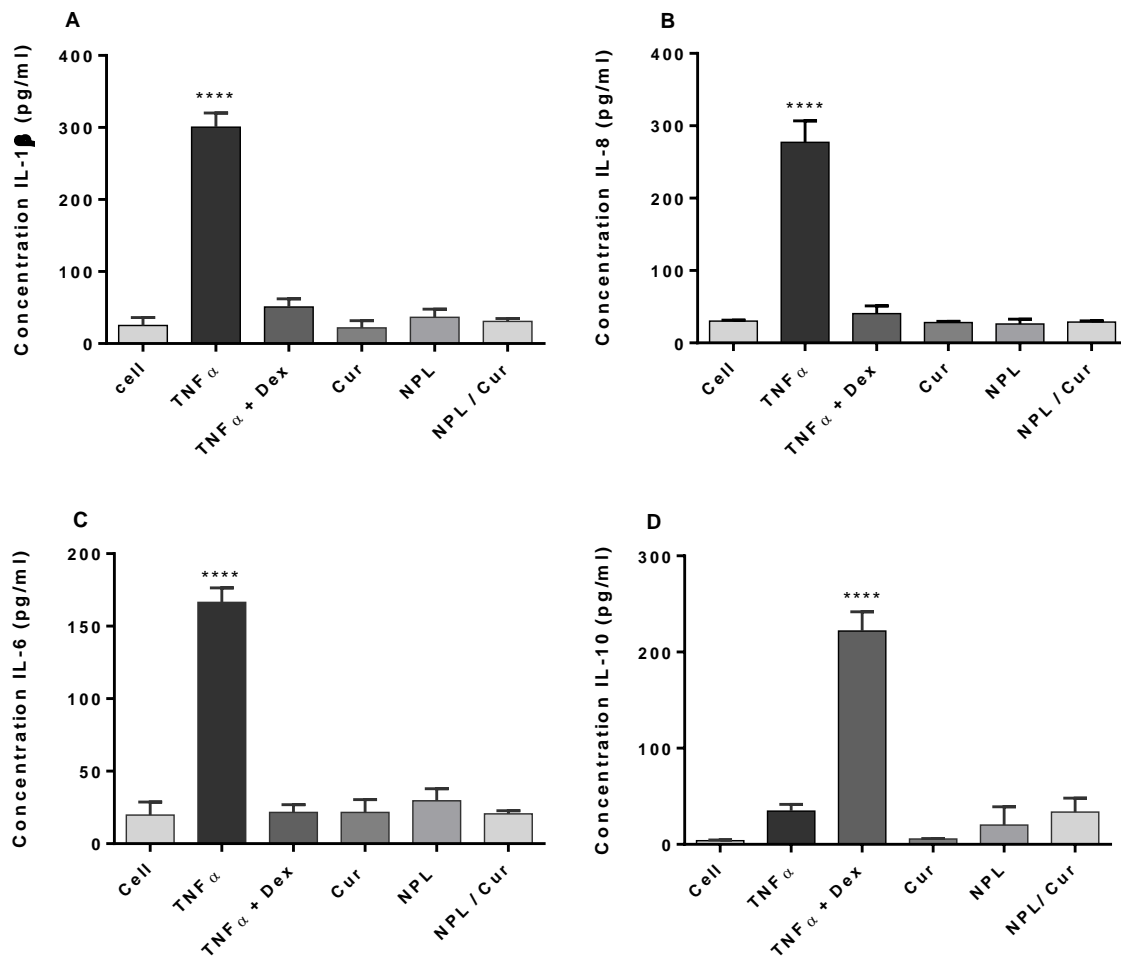 A
Concentration IL-1β (pg/ml)
400
300
200
100
0
****
cell
TNFα
TNFα + Dex
Cur
NPL
NPL / Cur
B
Concentration IL-8 (pg/ml)
400
300
200
100
0
****
Cell
TNFα
TNFα + Dex
Cur
NPL
NPL / Cur
C
Concentration IL-6 (pg/ml)
200
150
100
50
0
****
Cell
TNFα
TNFα + Dex
Cur
NPL
NPL / Cur
D
Concentration IL-10 (pg/ml)
300
200
100
0
****
Cell
TNFα
TNFα + Dex
Cur
NPL
NPL/ Cur